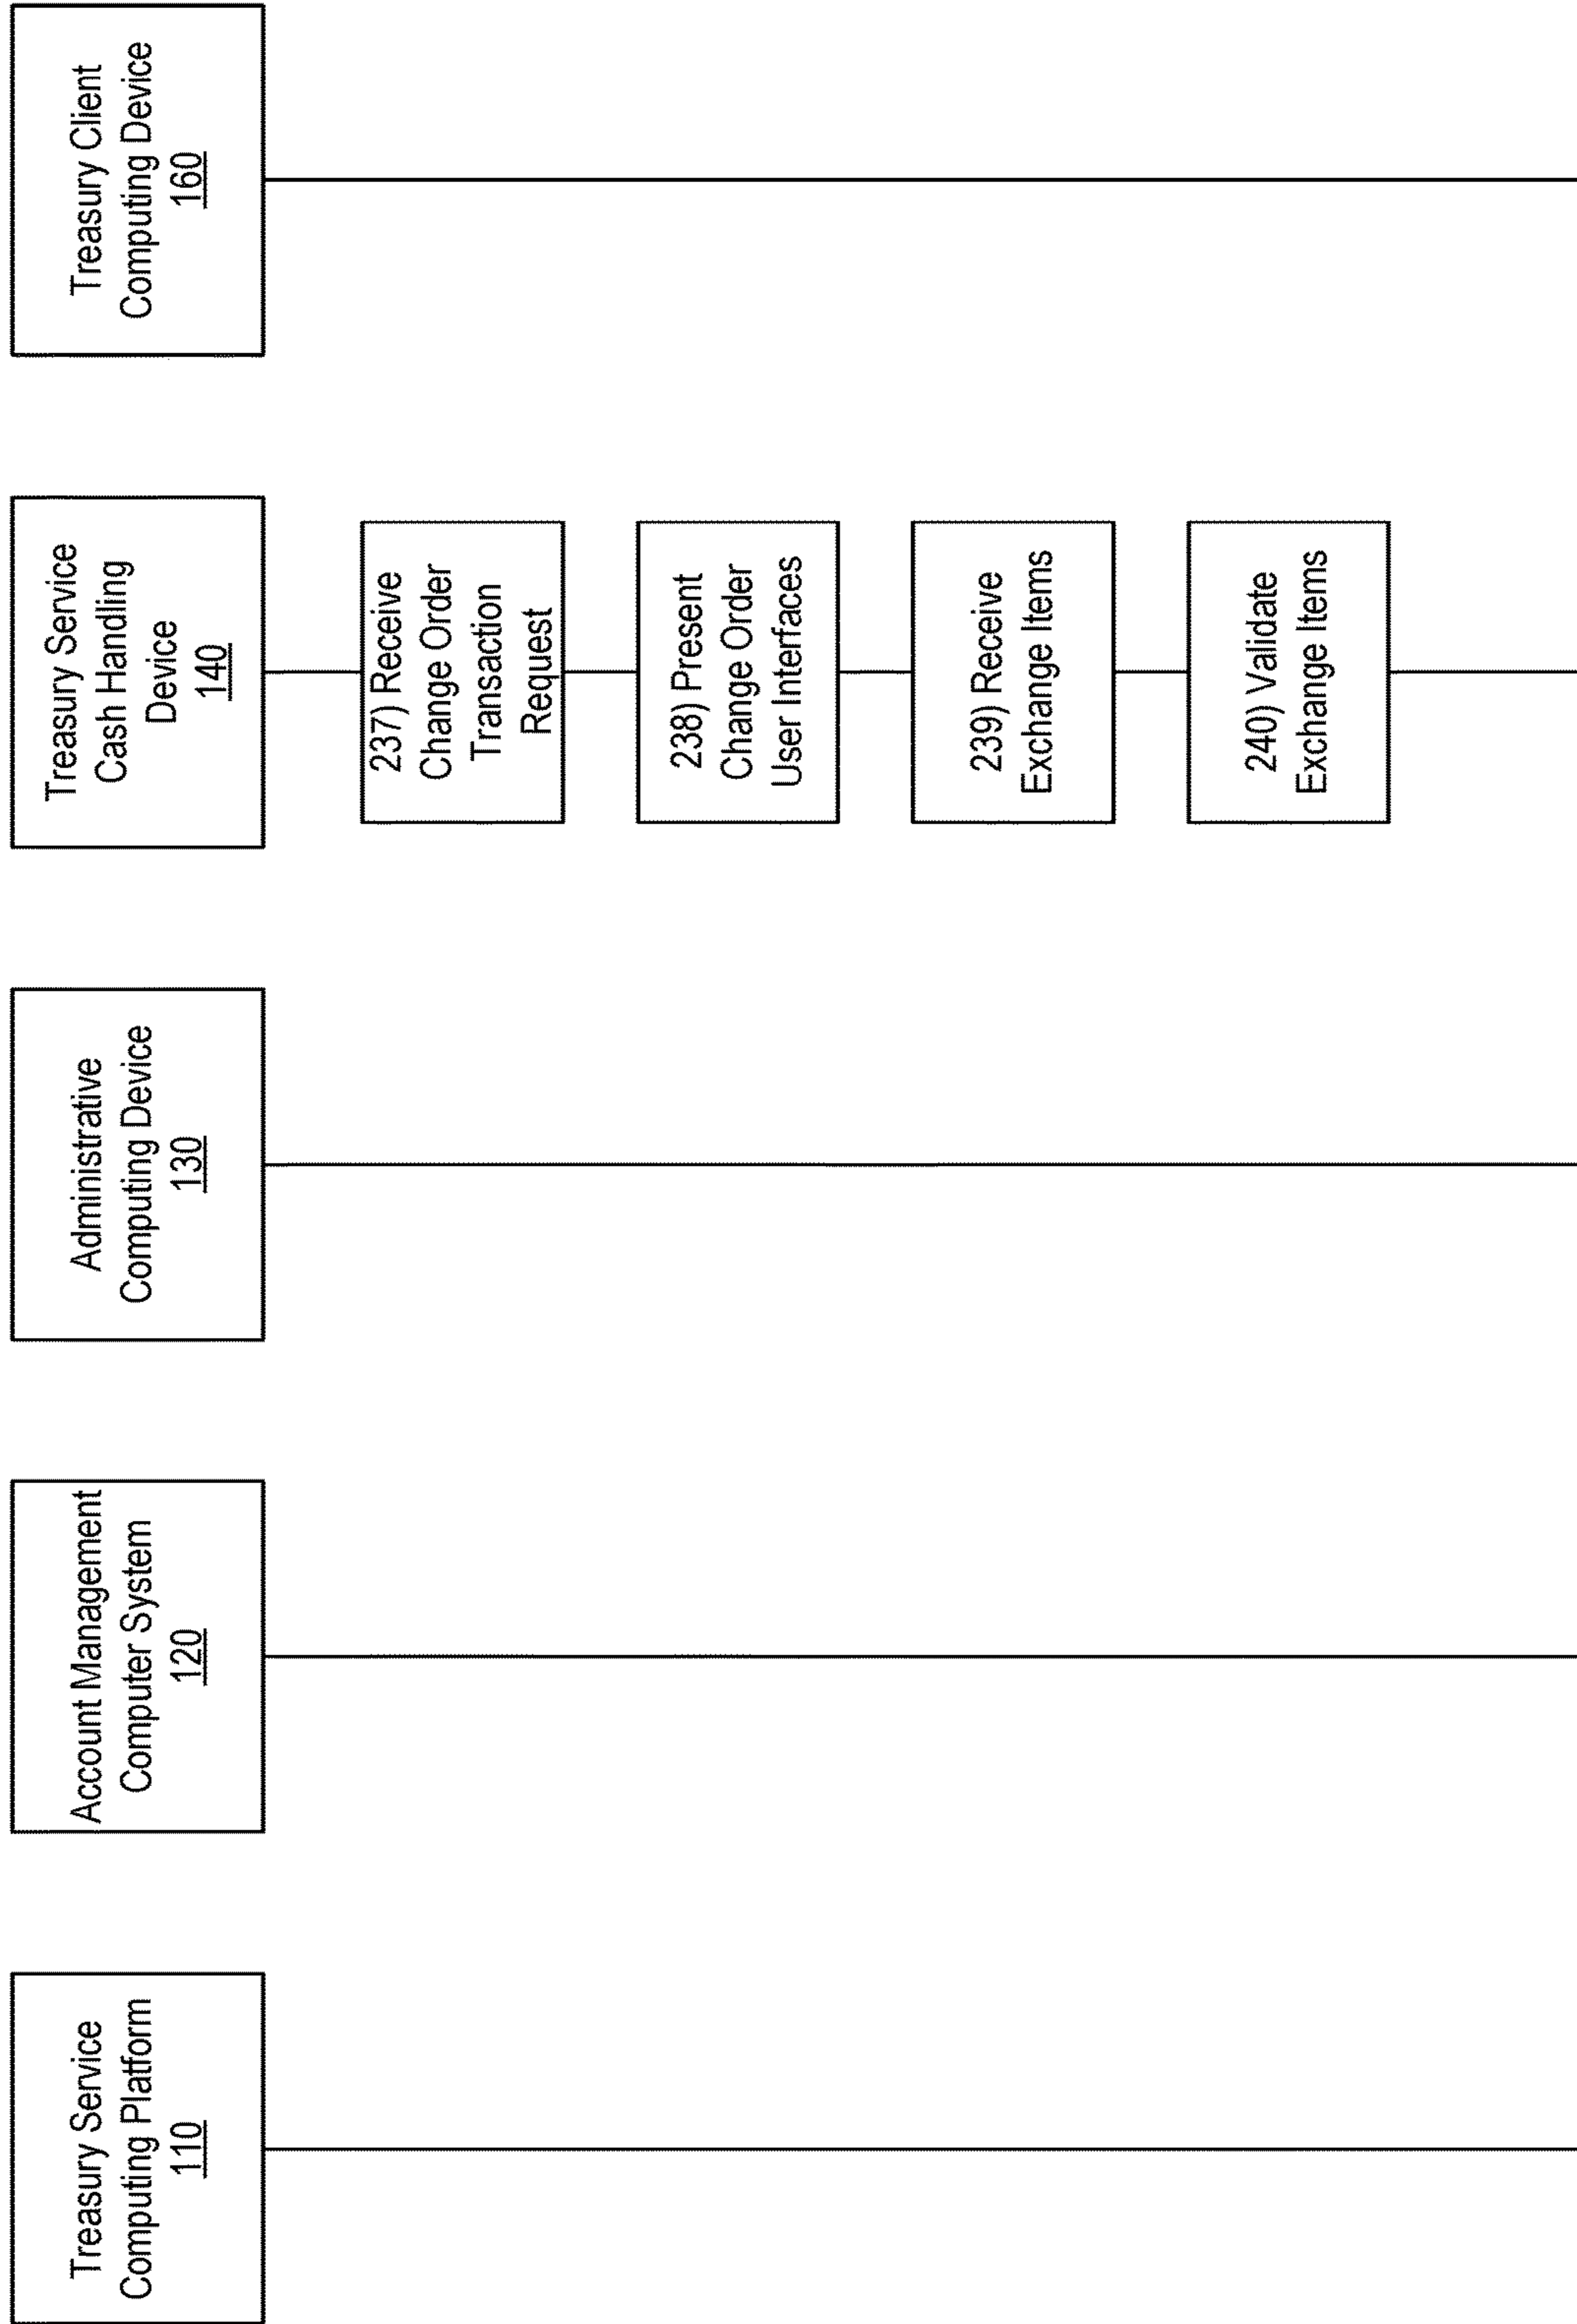 Treasury Service
Computing Platform
110
Account Management
Computer System
120
Administrative
Computing Device
130
Treasury Service
Cash Handling
Device
140
Treasury Client
Computing Device
160
237) Receive
Change Order
Transaction
Request
238) Present
Change Order
User Interfaces
239) Receive
Exchange Items
240) Validate
Exchange Items